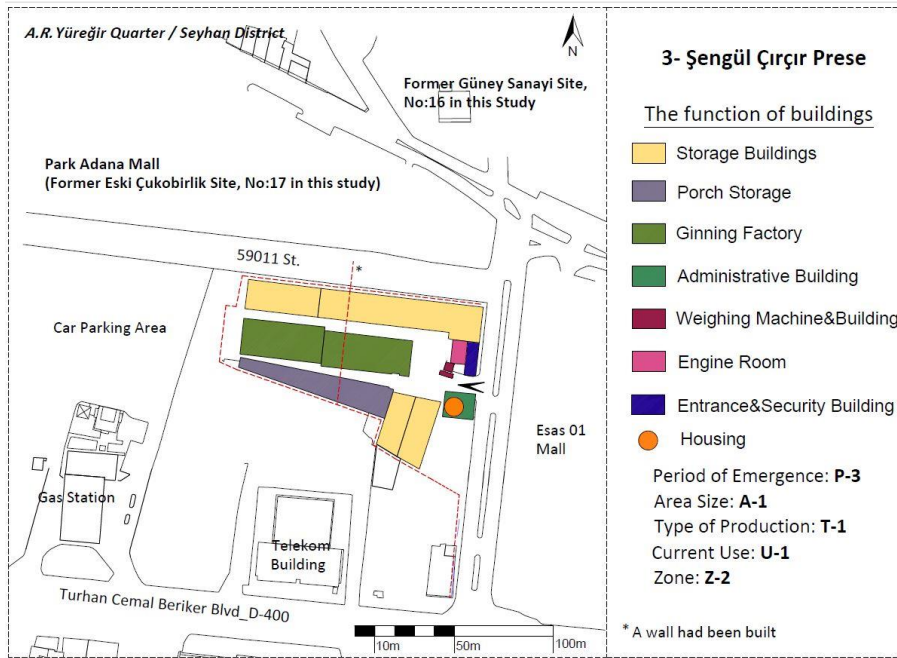 A.R. Yüreğir Quarter / Seyhan District
N
Former Güney Sanayi Site,
No:16 in this Study
Park Adana Mall
(Former Eski Çukobirlik Site, No:17 in this study)
59011 St.
*
Car Parking Area
Esas 01
Mall
Gas Station
Telekom
Building
Turhan Cemal Beriker Blvd_D-400
10m
50m
100m
3- Şengül Çırçır Prese
The function of buildings
Storage Buildings
Porch Storage
Ginning Factory
Administrative Building
Weighing Machine&Building
Engine Room
Entrance&Security Building
Housing
Period of Emergence: P-3
Area Size: A-1
Type of Production: T-1
Current Use: U-1
Zone: Z-2
* A wall had been built